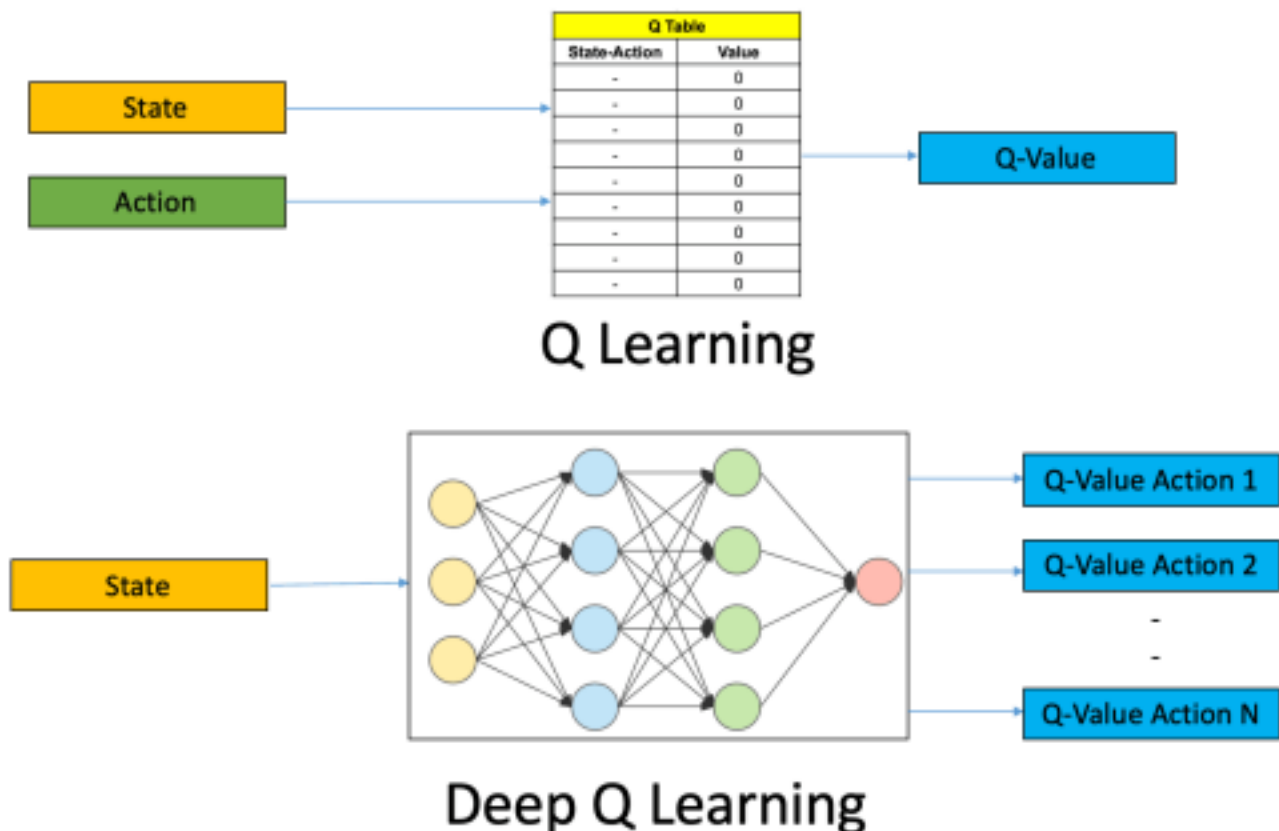 Q Table
State-Action Value
- 0
- 0
- 0
- 0
- 0
- 0
- 0
- 0
- 0
State
Action
Q-Value
Q Learning
State
Q-Value Action 1
Q-Value Action 2
-
-
Q-Value Action N
Deep Q Learning